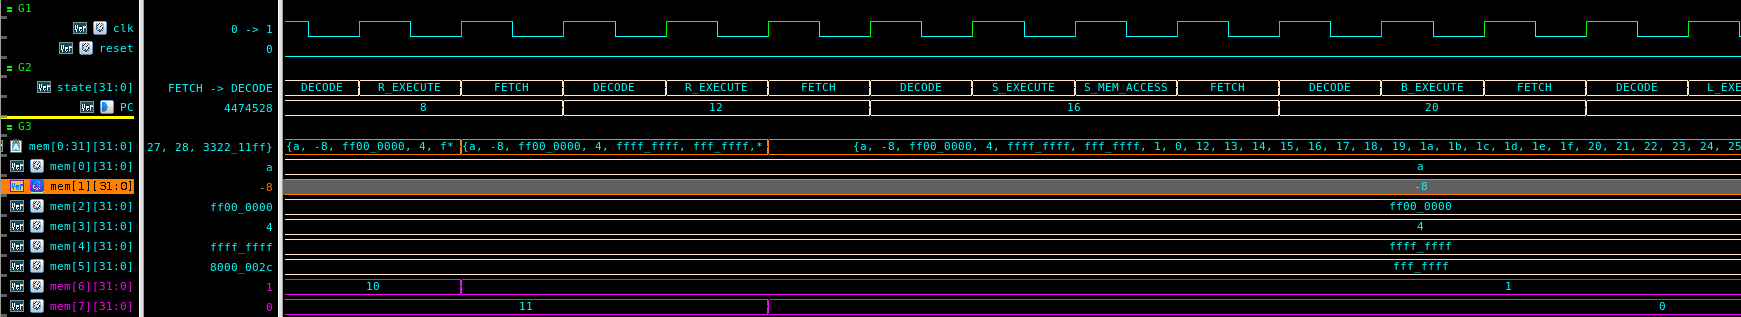 G1
clk 0 -> 1
reset 0
G2
state[31:0] FETCH -> DECODE DECODE R_EXECUTE FETCH DECODE R_EXECUTE FETCH DECODE S_EXECUTE S_MEM_ACCESS FETCH DECODE B_EXECUTE FETCH DECODE L_EXE
PC 4474528 8 12 16 20
G3
mem[0:31][31:0] 27, 28, 3322_11ff} {a, -8, ff00_0000, 4, f* {a, -8, ff00_0000, 4, ffff_ffff, fff_ffff,* {a, -8, ff00_0000, 4, ffff_ffff, fff_ffff, 1, 0, 12, 13, 14, 15, 16, 17, 18, 19, 1a, 1b, 1c, 1d, 1e, 1f, 20, 21, 22, 23, 24, 25
Ver mem[0][31:0] a a
Ver mem[1][31:0] -8 -8
Ver mem[2][31:0] ff00_0000 ff00_0000
Ver mem[3][31:0] 4 4
Ver mem[4][31:0] ffff_ffff ffff_ffff
Ver mem[5][31:0] 8000_002c fff_ffff
Ver mem[6][31:0] 1 10 1
Ver mem[7][31:0] 0 11 0